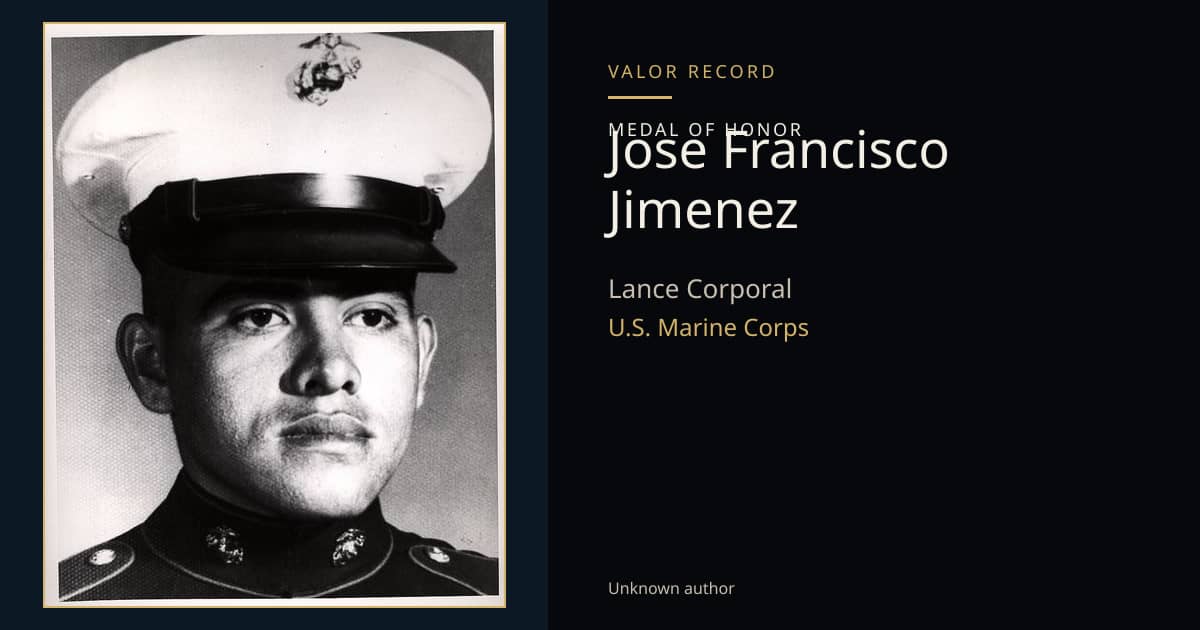 VALOR RECORD
MEDAL OF HONOR
Jose Francisco
Jimenez
Lance Corporal
U.S. Marine Corps
Unknown author